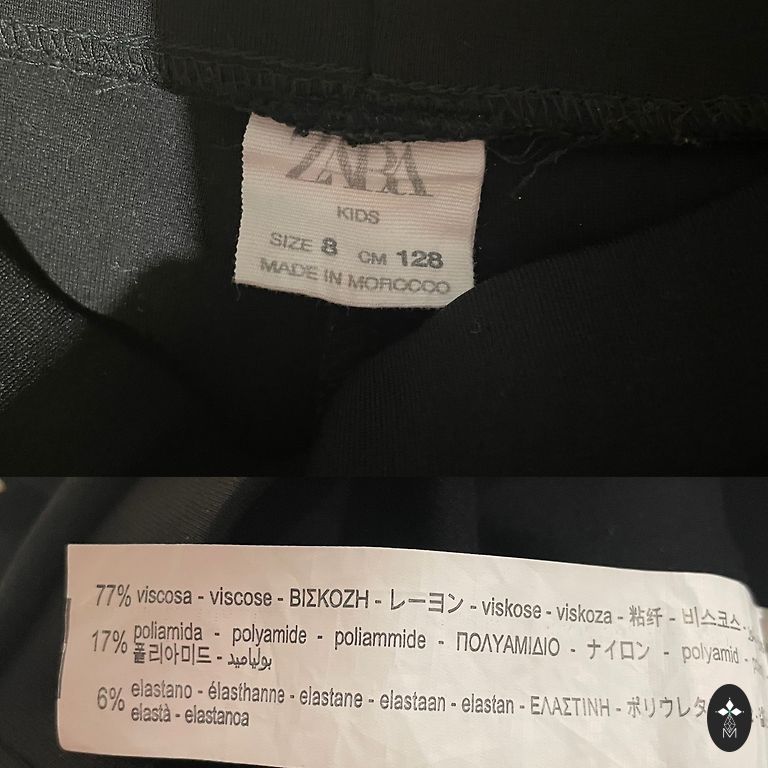 ZARA
KIDS
SIZE 8 CM 128
MADE IN MOROCCO
77% viscosa - viscose - ΒΙΣΚΟΖΗ - レーヨン - viskose - viskoza - 粘纤 - 비스코스 -
17% poliamida - polyamide - poliammide - ΠΟΛΥΑΜΙΔΙΟ - ナイロン - polyamid -
폴리아미드 - بولياميد
6% elastano - élasthanne - elastane - elastaan - elastan - ΕΛΑΣΤΙΝΗ - ポリウレタ
elastà - elastanoa
M